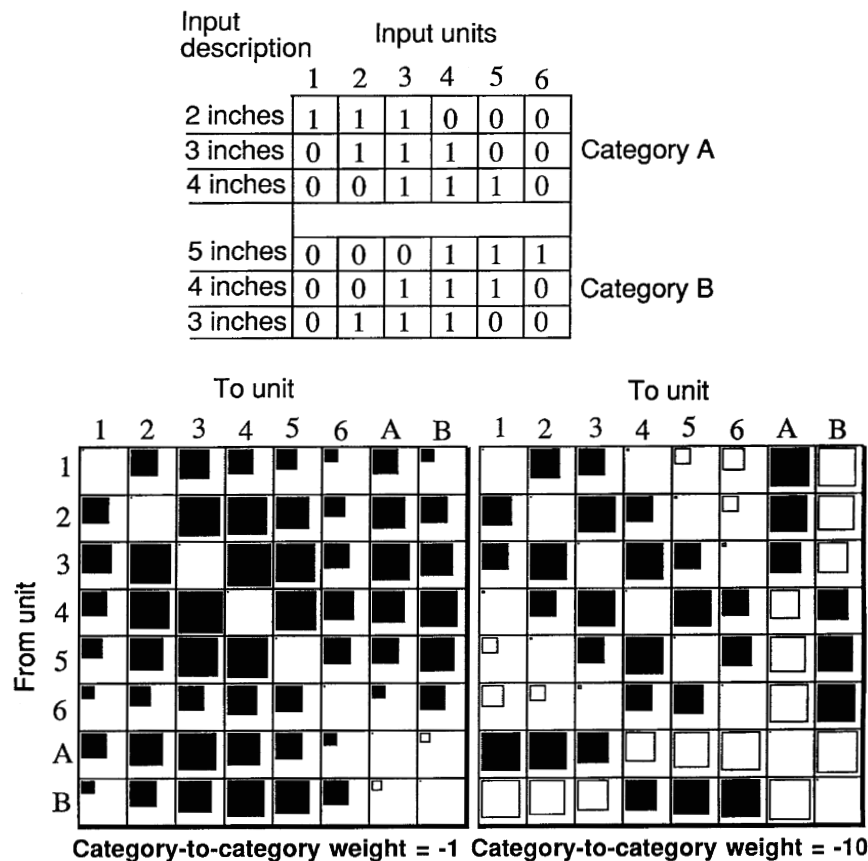 Input description Input units
1 2 3 4 5 6
2 inches 1 1 1 0 0 0
3 inches 0 1 1 1 0 0 Category A
4 inches 0 0 1 1 1 0
5 inches 0 0 0 1 1 1
4 inches 0 0 1 1 1 0 Category B
3 inches 0 1 1 1 0 0
To unit To unit
1 2 3 4 5 6 A B 1 2 3 4 5 6 A B
From unit
1
2
3
4
5
6
A
B
Category-to-category weight = -1 Category-to-category weight = -10